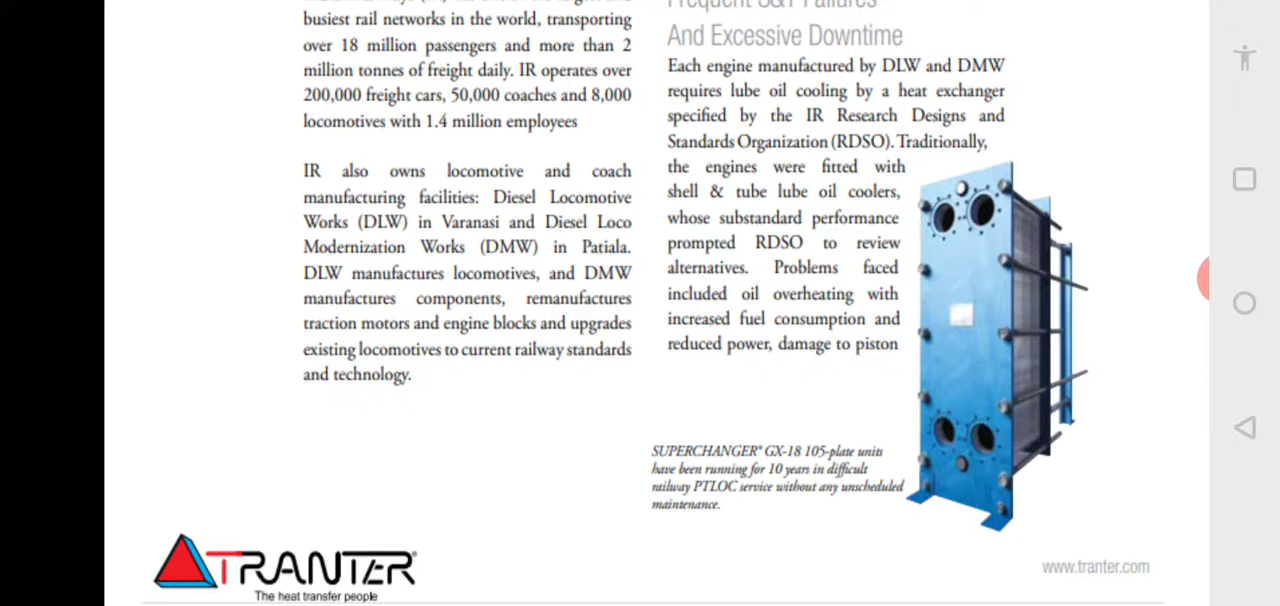 busiest rail networks in the world, transporting
over 18 million passengers and more than 2
million tonnes of freight daily. IR operates over
200,000 freight cars, 50,000 coaches and 8,000
locomotives with 1.4 million employees
IR also owns locomotive and coach
manufacturing facilities: Diesel Locomotive
Works (DLW) in Varanasi and Diesel Loco
Modernization Works (DMW) in Patiala.
DLW manufactures locomotives, and DMW
manufactures components, remanufactures
traction motors and engine blocks and upgrades
existing locomotives to current railway standards
and technology.
Frequent S&T Failures
And Excessive Downtime
Each engine manufactured by DLW and DMW
requires lube oil cooling by a heat exchanger
specified by the IR Research Designs and
Standards Organization (RDSO). Traditionally,
the engines were fitted with
shell & tube lube oil coolers,
whose substandard performance
prompted RDSO to review
alternatives. Problems faced
included oil overheating with
increased fuel consumption and
reduced power, damage to piston
SUPERCHANGER® GX-18 105-plate units
have been running for 10 years in difficult
railway PTLOC service without any unscheduled
maintenance.
TRANTER®
The heat transfer people
www.tranter.com